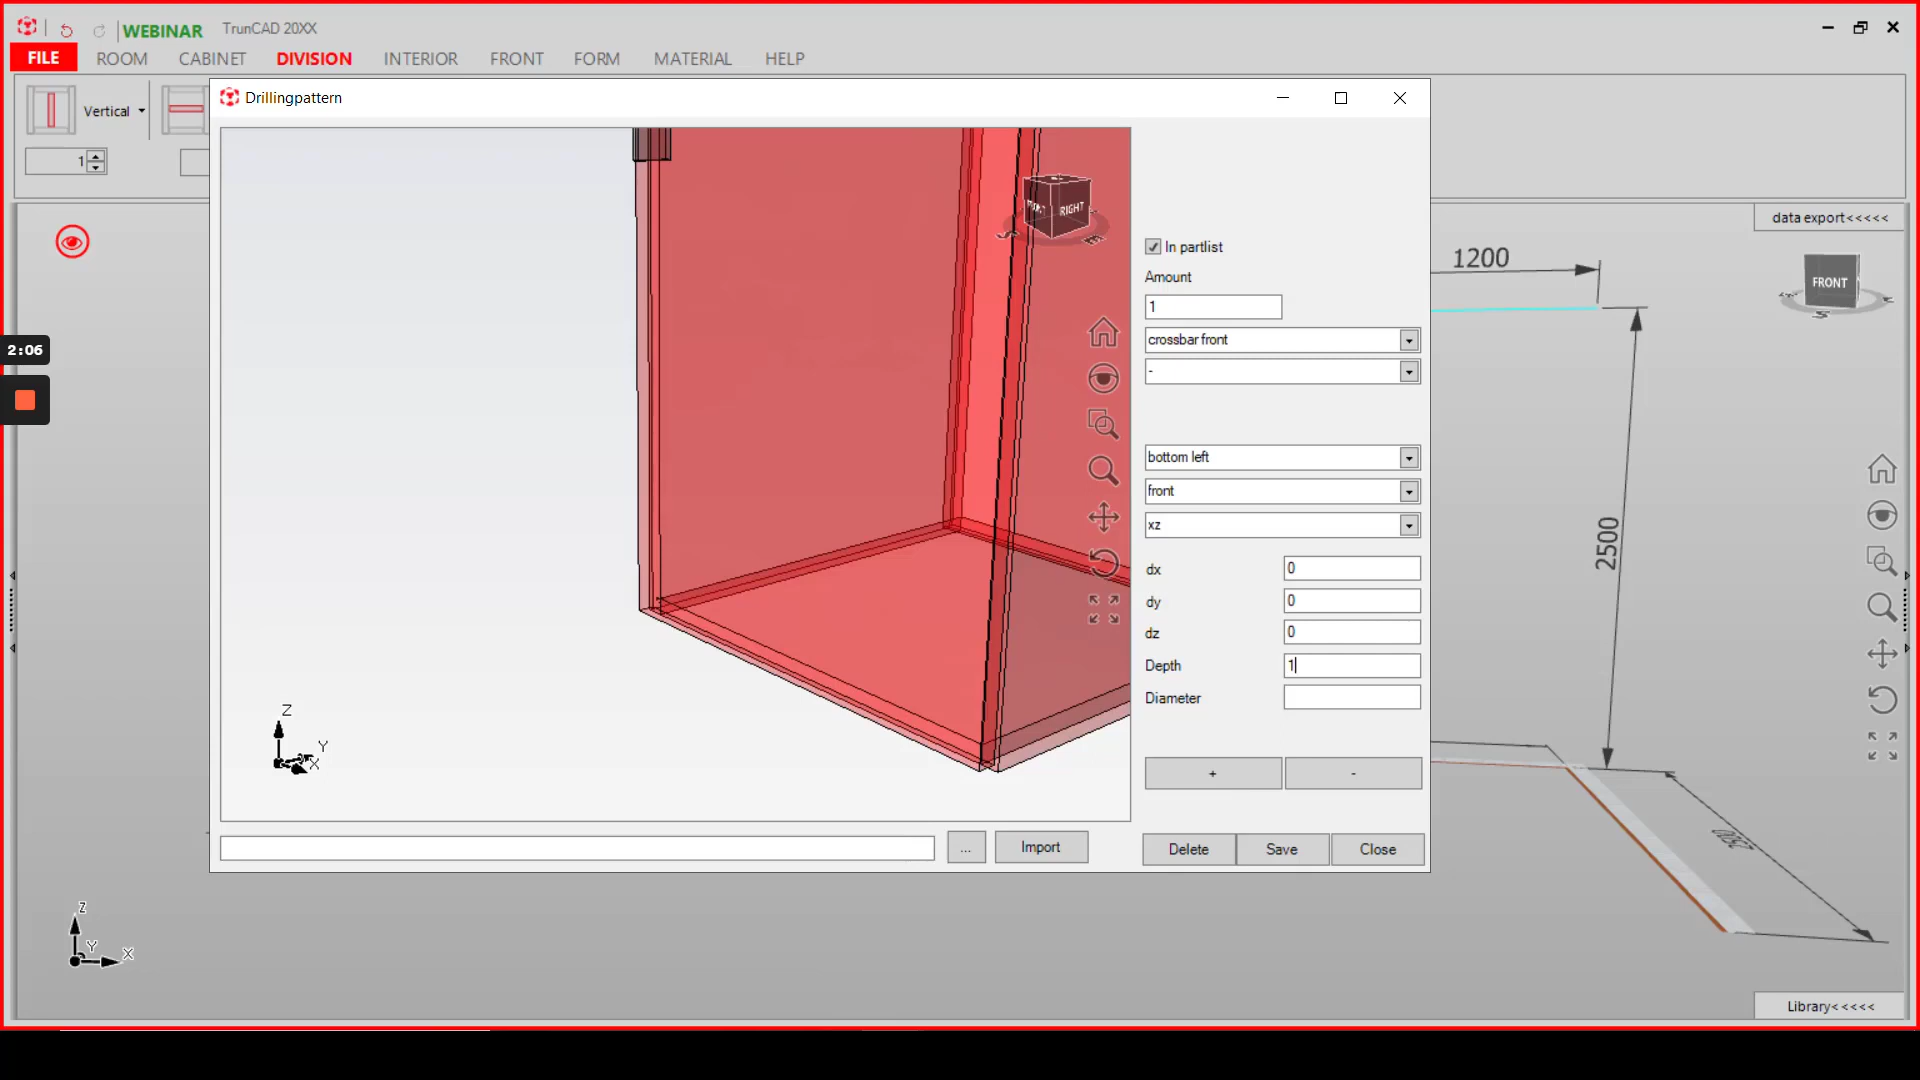 WEBINAR TrunCAD 20XX
FILE ROOM CABINET DIVISION INTERIOR FRONT FORM MATERIAL HELP
Vertical
1
Drillingpattern
RIGHT
In partlist
Amount
1
crossbar front
-
bottom left
front
xz
dx 0
dy 0
dz 0
Depth 1
Diameter
+ -
... Import
Delete Save Close
Z
Y
X
data export<<<<<
1200
FRONT
S
2500
2:06
Z
Y
X
Library<<<<<